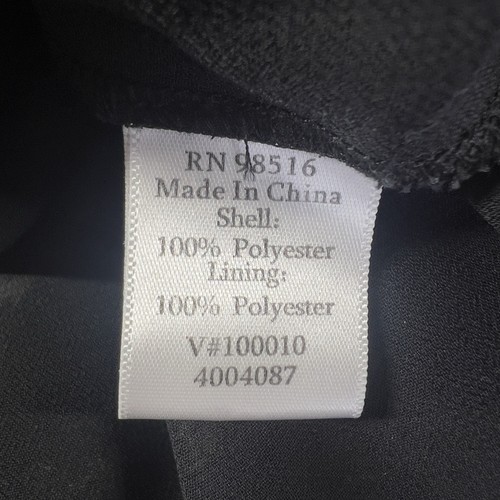 RN 98516
Made In China
Shell:
100% Polyester
Lining:
100% Polyester
V#100010
4004087